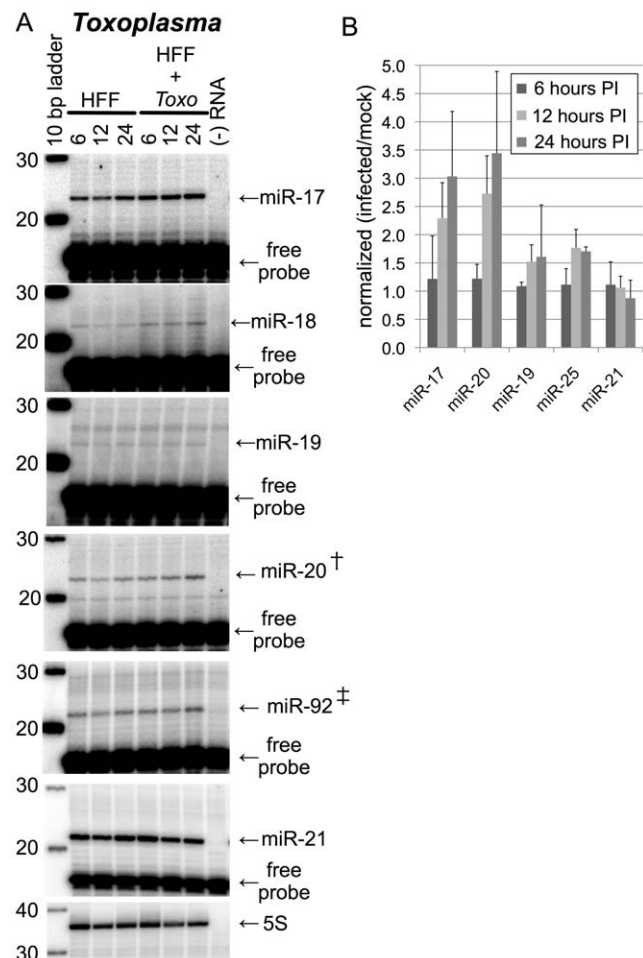 A Toxoplasma
10 bp ladder
HFF
HFF
+
Toxo
(-) RNA
6 12 24 6 12 24
30
20
←miR-17
← free
probe
30
20
←miR-18
← free
probe
30
20
←miR-19
← free
probe
30
20
← miR-20 †
← free
probe
30
20
← miR-92 ‡
← free
probe
30
20
←miR-21
← free
probe
40
30
← 5S
B
normalized (infected/mock)
5.0
4.5
4.0
3.5
3.0
2.5
2.0
1.5
1.0
0.5
0.0
6 hours PI
12 hours PI
24 hours PI
miR-17
miR-20
miR-19
miR-25
miR-21